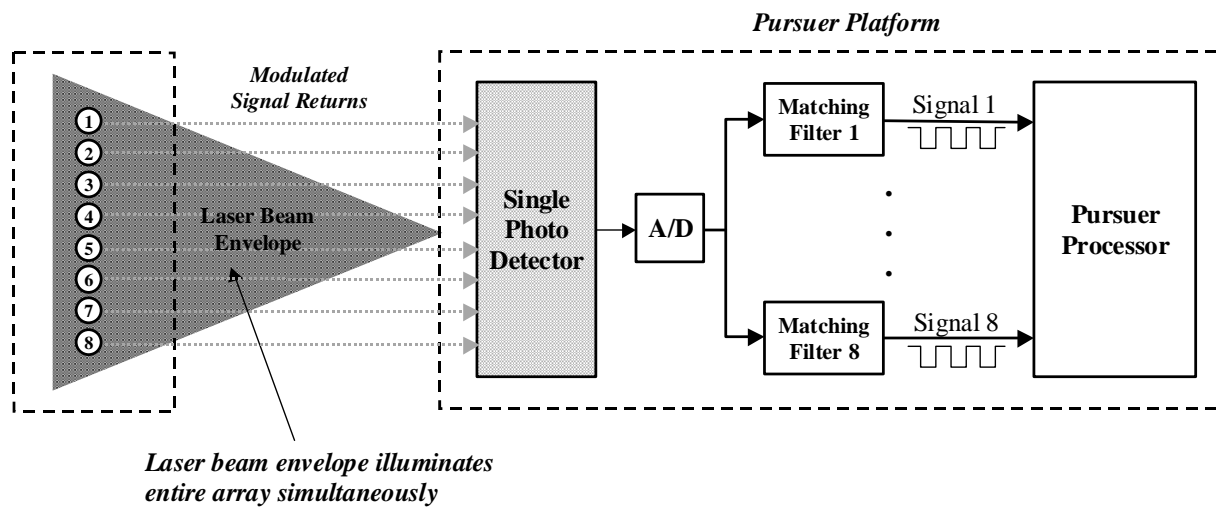 Pursuer Platform
Modulated
Signal Returns
1
2
3
4
5
6
7
8
Laser Beam
Envelope
Single
Photo
Detector
A/D
Matching
Filter 1
Signal 1
Matching
Filter 8
Signal 8
Pursuer
Processor
Laser beam envelope illuminates
entire array simultaneously